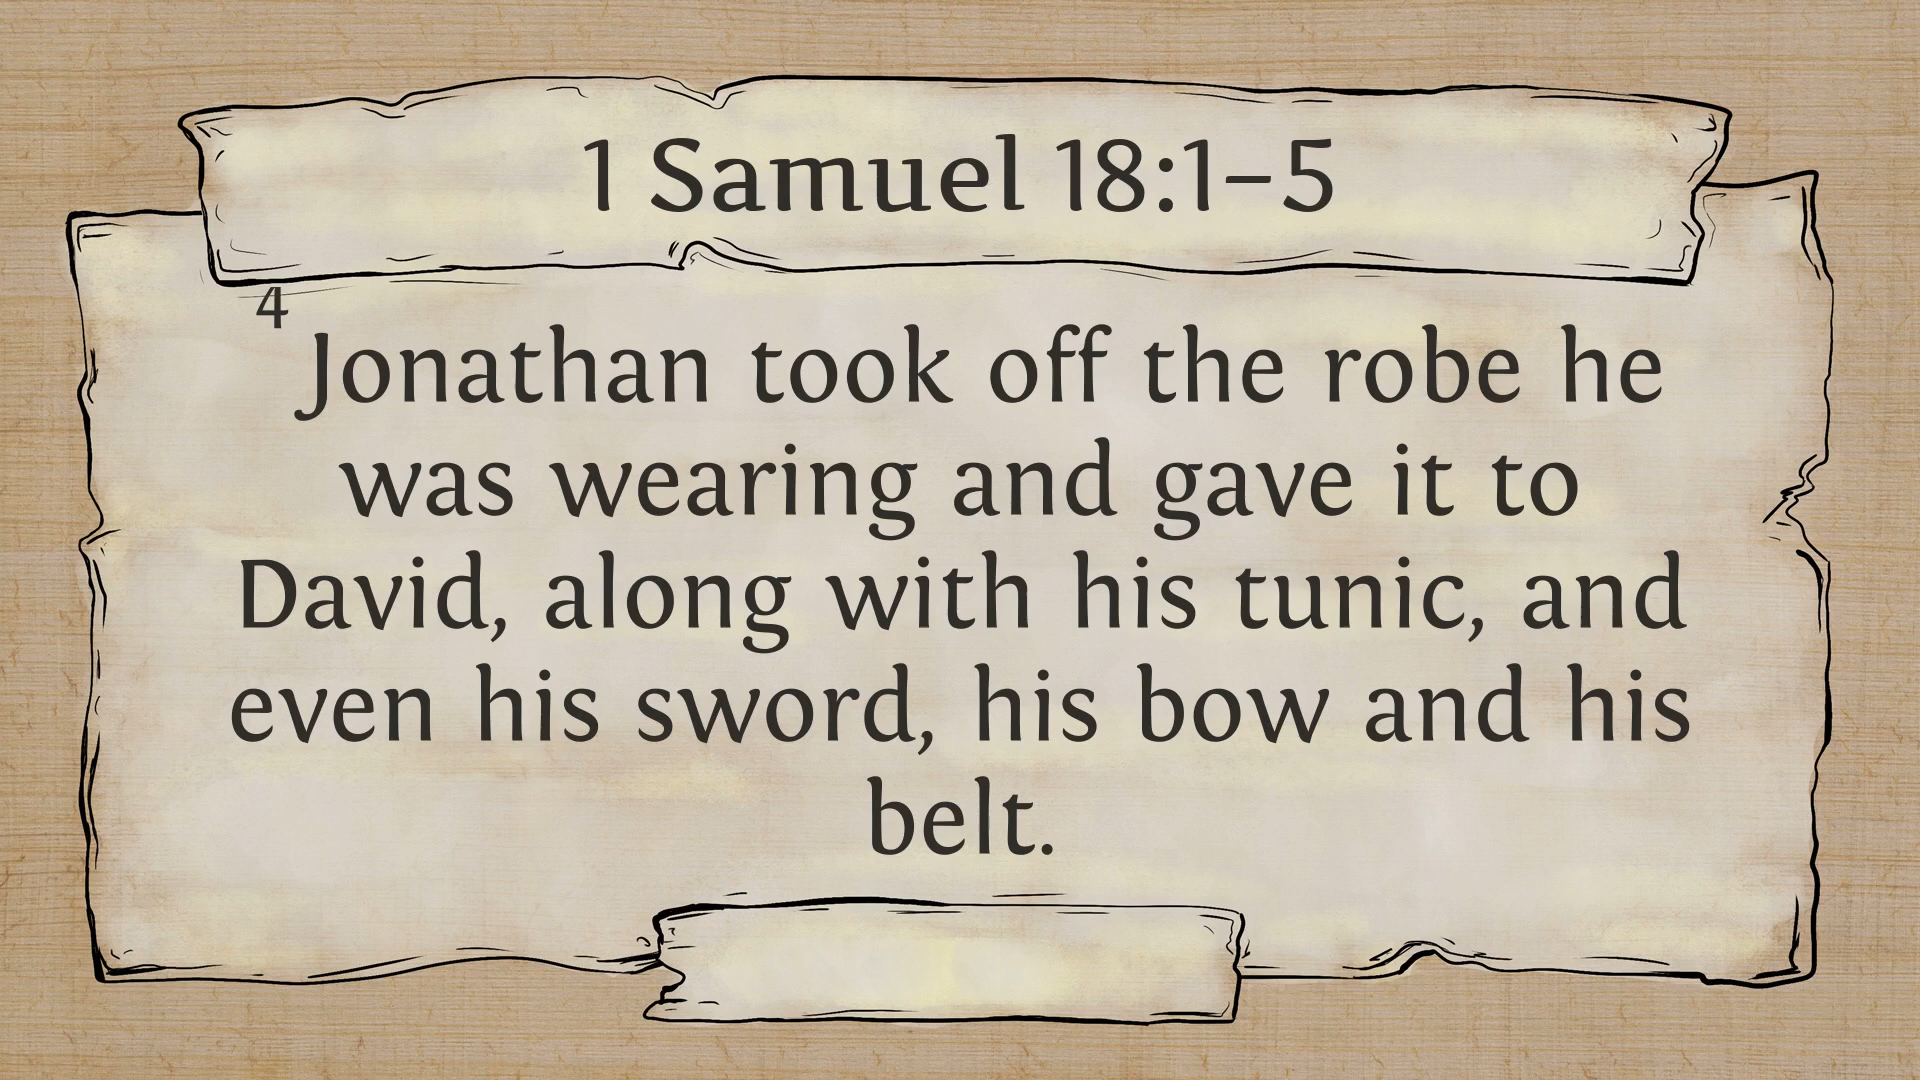 1 Samuel 18:1–5
4 Jonathan took off the robe he
was wearing and gave it to
David, along with his tunic, and
even his sword, his bow and his
belt.